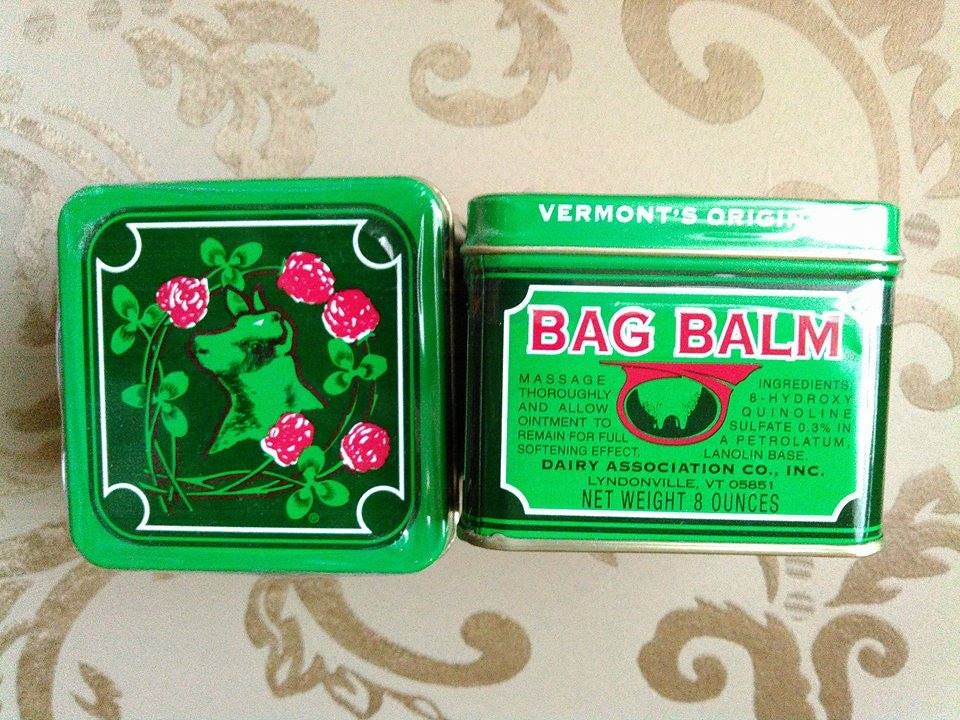 VERMONT'S ORIGIN
BAG BALM
MASSAGE
THOROUGHLY
AND ALLOW
OINTMENT TO
REMAIN FOR FULL
SOFTENING EFFECT.
INGREDIENTS:
8-HYDROXY
QUINOLINE
SULFATE 0.3% IN
A PETROLATUM,
LANOLIN BASE.
DAIRY ASSOCIATION CO., INC.
LYNDONVILLE, VT 05851
NET WEIGHT 8 OUNCES
®